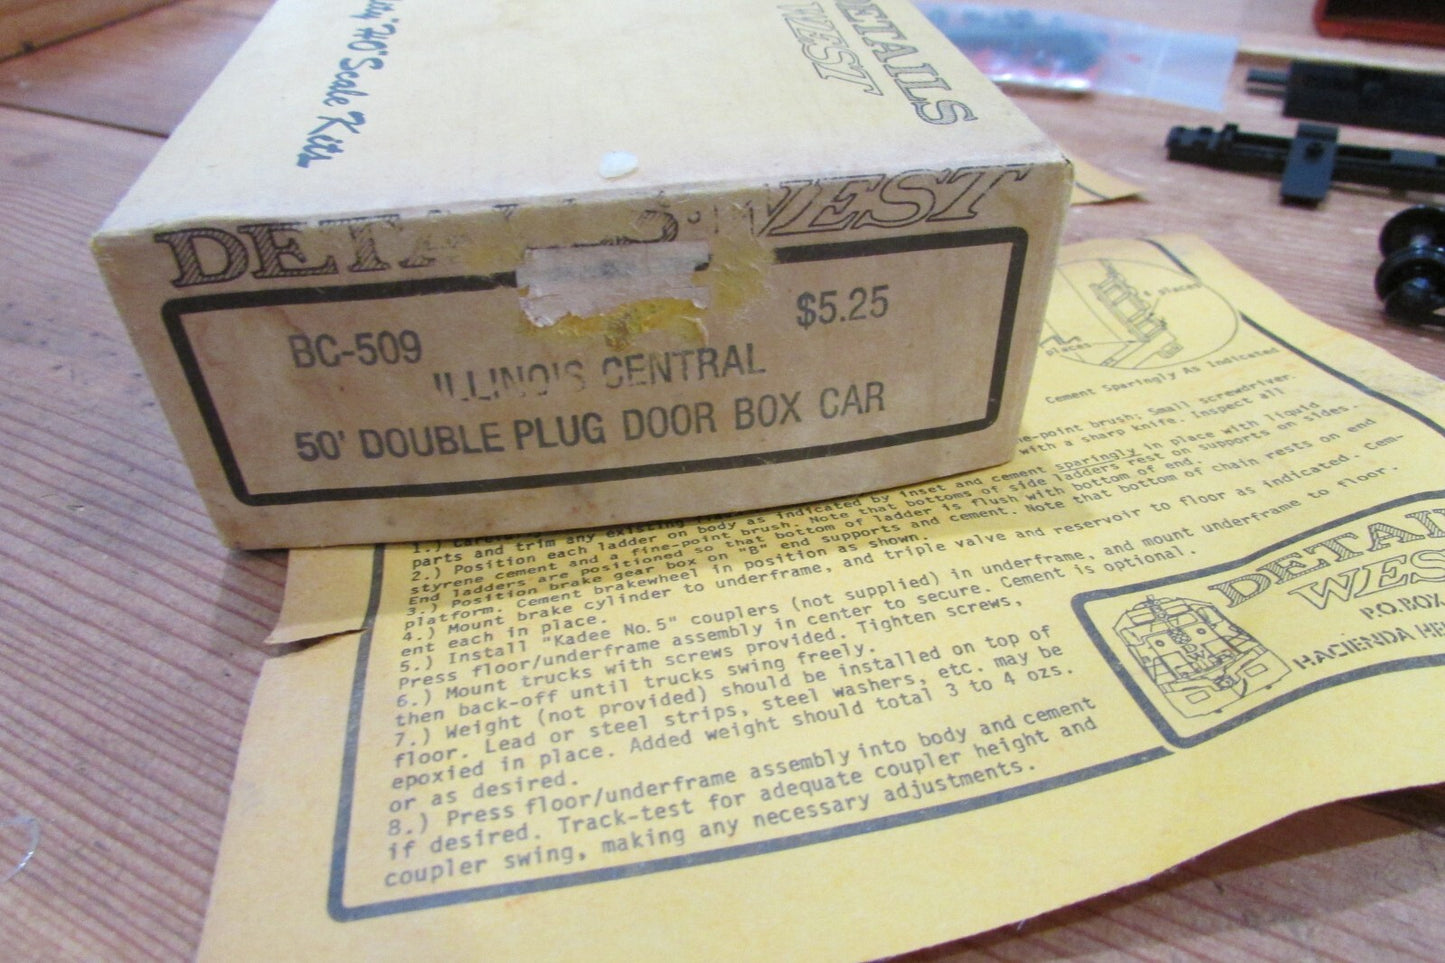 "HO" Scale Kits
DETAILS
WEST
DETAILS WEST
BC-509
$5.25
ILLINOIS CENTRAL
50' DOUBLE PLUG DOOR BOX CAR
places
places
Cement Sparingly As Indicated
-point brush; Small screwdriver.
with a sharp knife. Inspect all
parts and trim any existing
2.) Position each ladder on body as indicated by inset and cement sparingly in place with liquid
styrene cement and a fine-point brush. Note that bottoms of side ladders rest on supports on sides.
End ladders are positioned so that bottom of ladder is flush with bottom of end.
3.) Position brake gear box on "B" end supports and cement. Note that bottom of chain rests on end
platform. Cement brakewheel in position as shown.
4.) Mount brake cylinder to underframe, and triple valve and reservoir to floor as indicated. Cem-
ent each in place.
5.) Install "Kadee No.5" couplers (not supplied) in underframe, and mount underframe to floor.
Press floor/underframe assembly in center to secure. Cement is optional.
6.) Mount trucks with screws provided. Tighten screws,
then back-off until trucks swing freely.
7.) Weight (not provided) should be installed on top of
floor. Lead or steel strips, steel washers, etc. may be
epoxied in place. Added weight should total 3 to 4 ozs.
or as desired.
8.) Press floor/underframe assembly into body and cement
if desired. Track-test for adequate coupler height and
coupler swing, making any necessary adjustments.
DETAIL
WES
P.O. BOX
HACIENDA HE